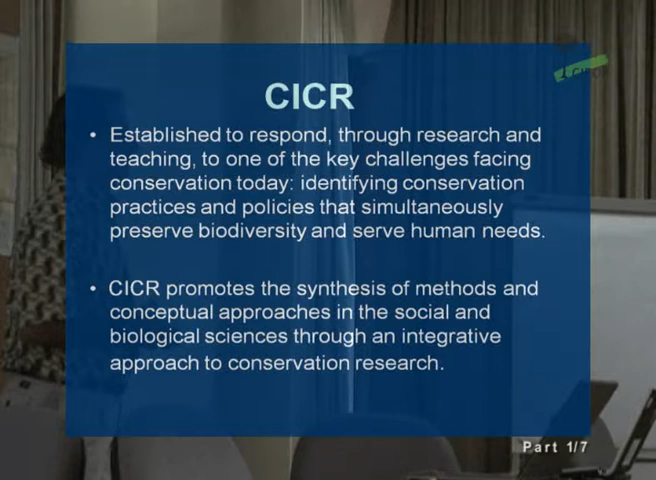 CICR
• Established to respond, through research and
teaching, to one of the key challenges facing
conservation today: identifying conservation
practices and policies that simultaneously
preserve biodiversity and serve human needs.
• CICR promotes the synthesis of methods and
conceptual approaches in the social and
biological sciences through an integrative
approach to conservation research.
Part 1/7